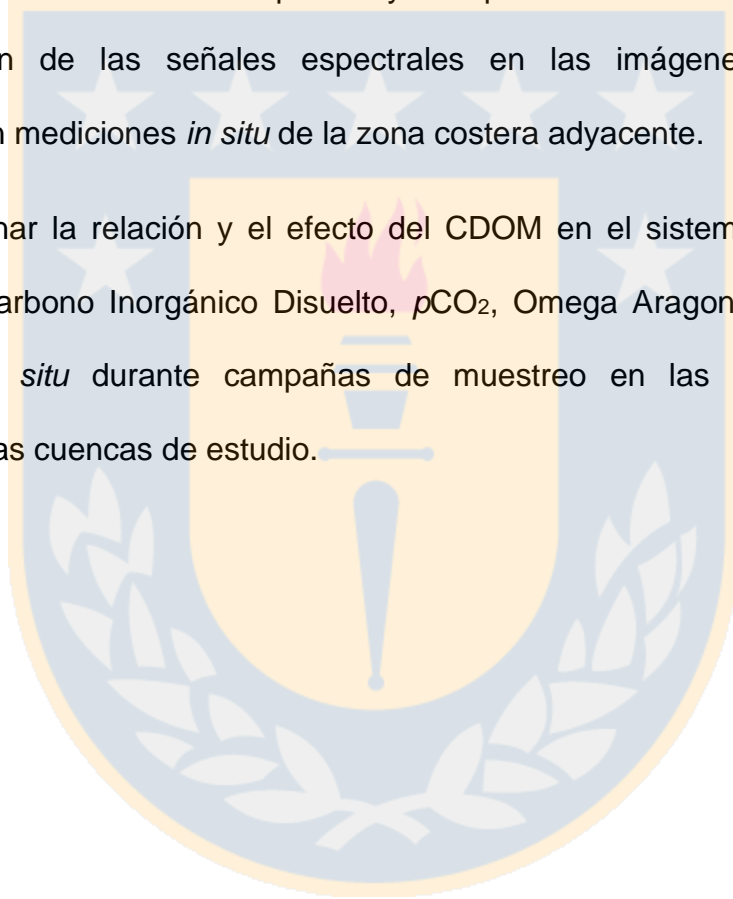 n de las señales espectrales en las imágene
n mediciones in situ de la zona costera adyacente.
nar la relación y el efecto del CDOM en el sistem
arbono Inorgánico Disuelto, pCO₂, Omega Aragon
situ durante campañas de muestreo en las
as cuencas de estudio.